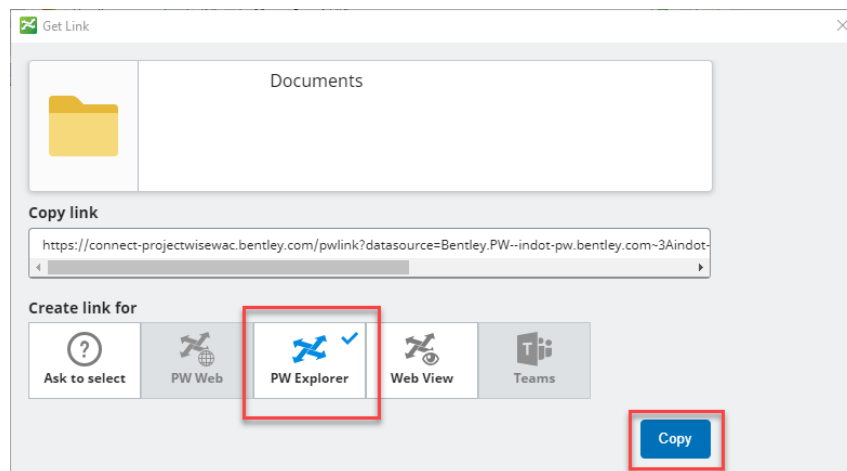 Get Link
Documents
Copy link
https://connect-projectwisewac.bentley.com/pwlink?datasource=Bentley.PW--indot-pw.bentley.com~3Aindot-
Create link for
Ask to select
PW Web
PW Explorer
Web View
Teams
Copy